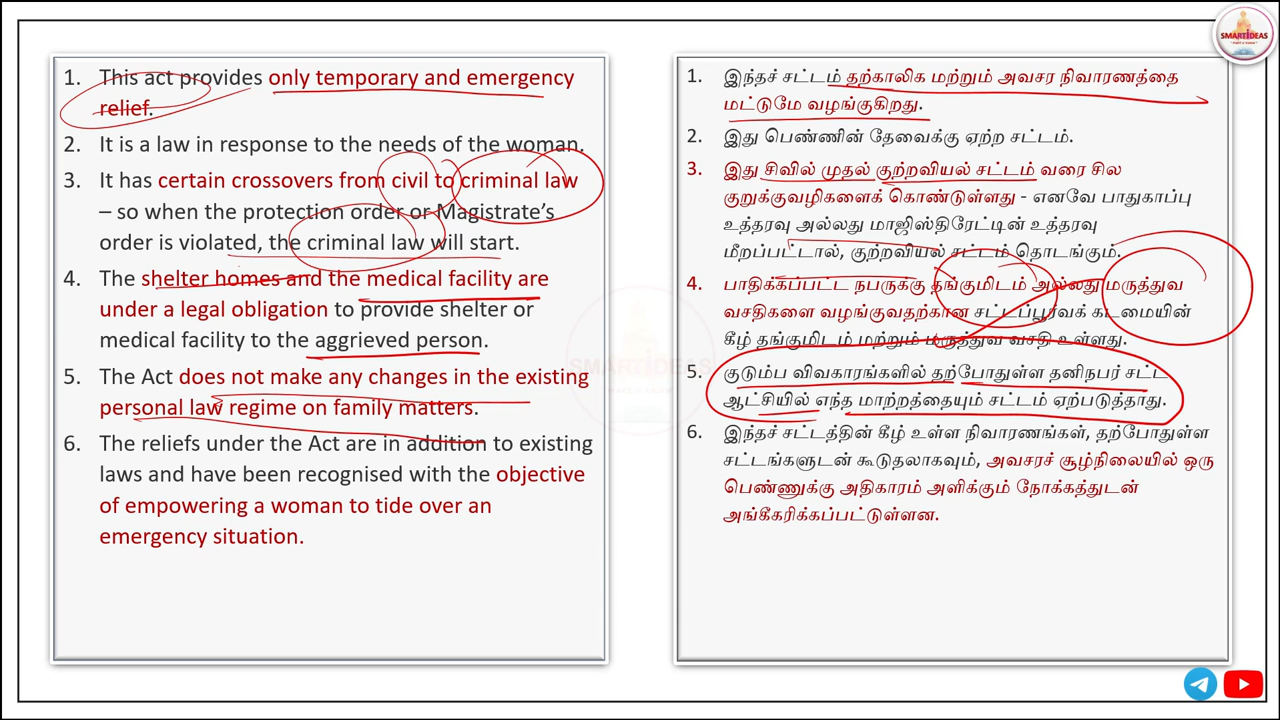 SMARTIDEAS
1. This act provides only temporary and emergency
relief.
2. It is a law in response to the needs of the woman.
3. It has certain crossovers from civil to criminal law
– so when the protection order or Magistrate’s
order is violated, the criminal law will start.
4. The shelter homes and the medical facility are
under a legal obligation to provide shelter or
medical facility to the aggrieved person.
5. The Act does not make any changes in the existing
personal law regime on family matters.
6. The reliefs under the Act are in addition to existing
laws and have been recognised with the objective
of empowering a woman to tide over an
emergency situation.
1. இந்தச் சட்டம் தற்காலிக மற்றும் அவசர நிவாரணத்தை
மட்டுமே வழங்குகிறது.
2. இது பெண்ணின் தேவைக்கு ஏற்ற சட்டம்.
3. இது சிவில் முதல் குற்றவியல் சட்டம் வரை சில
குறுக்குவழிகளைக் கொண்டுள்ளது - எனவே பாதுகாப்பு
உத்தரவு அல்லது மாஜிஸ்திரேட்டின் உத்தரவு
மீறப்பட்டால், குற்றவியல் சட்டம் தொடங்கும்.
4. பாதிக்கப்பட்ட நபருக்கு தங்குமிடம் அல்லது மருத்துவ
வசதிகளை வழங்குவதற்கான சட்டப்பூர்வக் கடமையின்
கீழ் தங்குமிடம் மற்றும் மருத்துவ வசதி உள்ளது.
5. குடும்ப விவகாரங்களில் தற்போதுள்ள தனிநபர் சட்ட
ஆட்சியில் எந்த மாற்றத்தையும் சட்டம் ஏற்படுத்தாது.
6. இந்தச் சட்டத்தின் கீழ் உள்ள நிவாரணங்கள், தற்போதுள்ள
சட்டங்களுடன் கூடுதலாகவும், அவசரச் சூழ்நிலையில் ஒரு
பெண்ணுக்கு அதிகாரம் அளிக்கும் நோக்கத்துடன்
அங்கீகரிக்கப்பட்டுள்ளன.
SMARTIDEAS